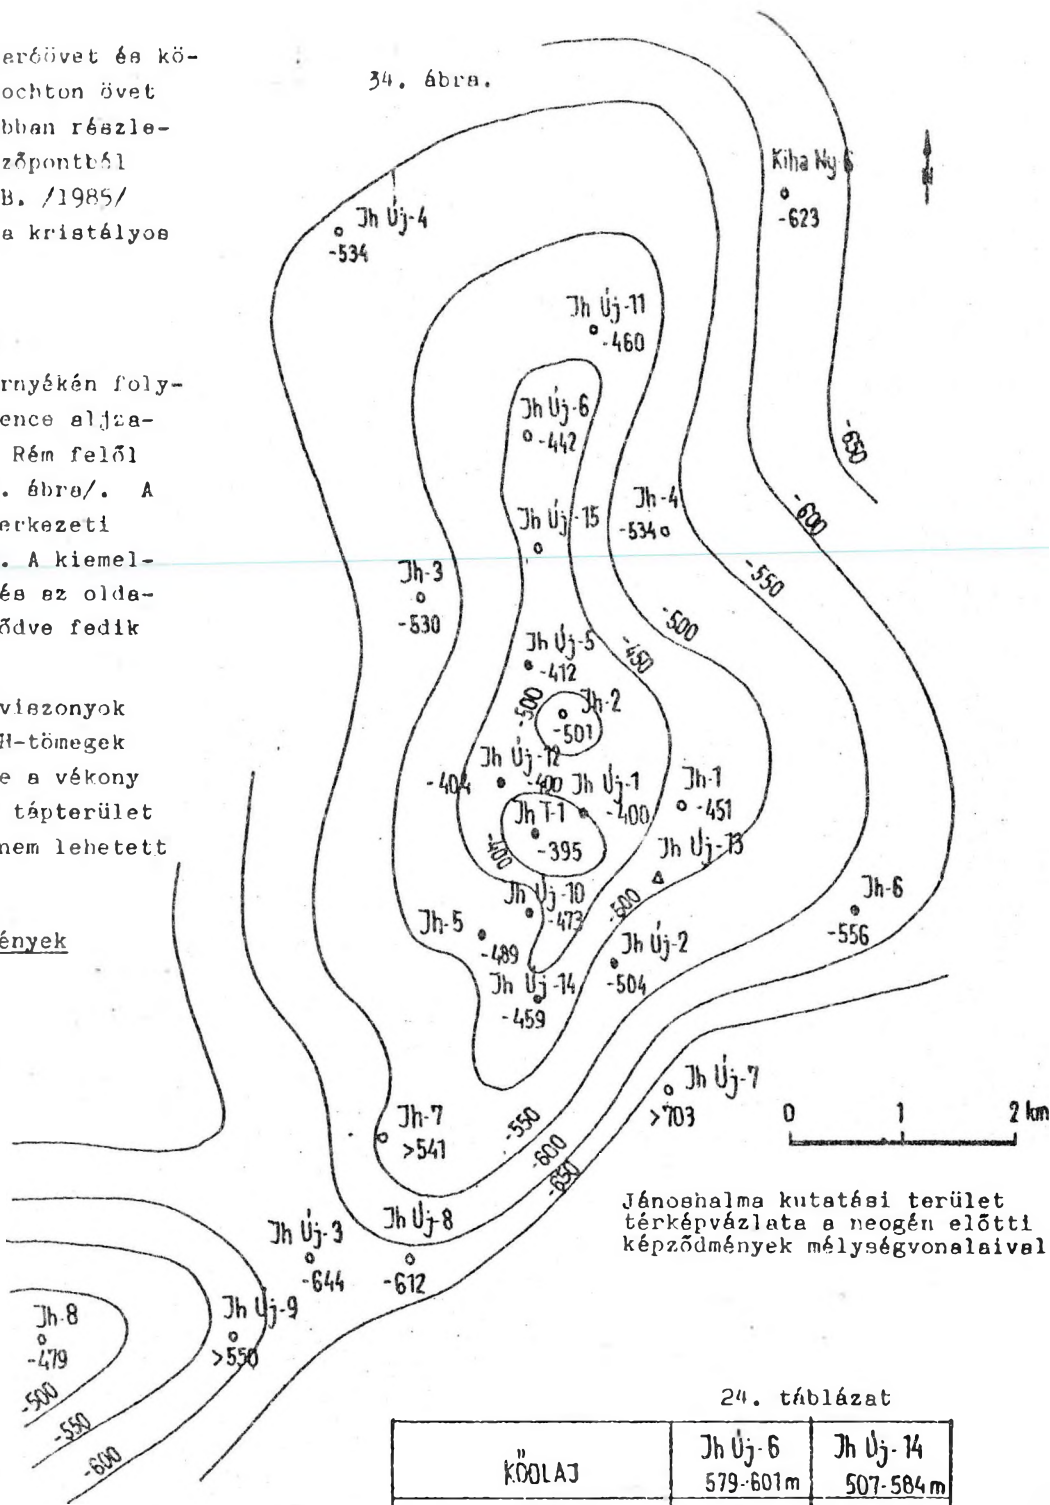 aróövet és kö-
ochton övet
bban részle-
zőpontból
B. /1985/
a kristályos
rnyékén foly-
ence aljza-
Rém felől
. ábra/. A
erkezeti
. A kiemel-
és az olda-
ődve fedik
viszonyok
H-tömegek
e a vékony
tápterület
nem lehetett
ények
34. ábra.
Kiha Ny-6
-623
Jh Új-4
-534
Jh Új-11
-460
Jh Új-6
-442
-650
Jh-4
-534
-600
Jh Új-15
-550
Jh-3
-530
-500
Jh Új-5
-412
-450
-500
Jh-2
-501
Jh Új-12
-404
-400
Jh Új-1
-400
Jh-1
-451
Jh T-1
-395
-400
Jh Új-13
Jh Új-10
-473
-500
Jh-6
-556
Jh-5
-489
Jh Új-2
-504
Jh Új-14
-459
Jh Új-7
>703
0 1 2 km
Jh-7
>541
-550
-600
-650
Jánoshalma kutatási terület
térképvázlata a neogén előtti
képződmények mélységvonalaival
Jh Új-3
-644
Jh Új-8
-612
Jh-8
-479
Jh Új-9
>550
-500
-550
-600
24. táblázat
KŐOLAJ
Jh Új-6
579-601m
Jh Új-14
507-584m